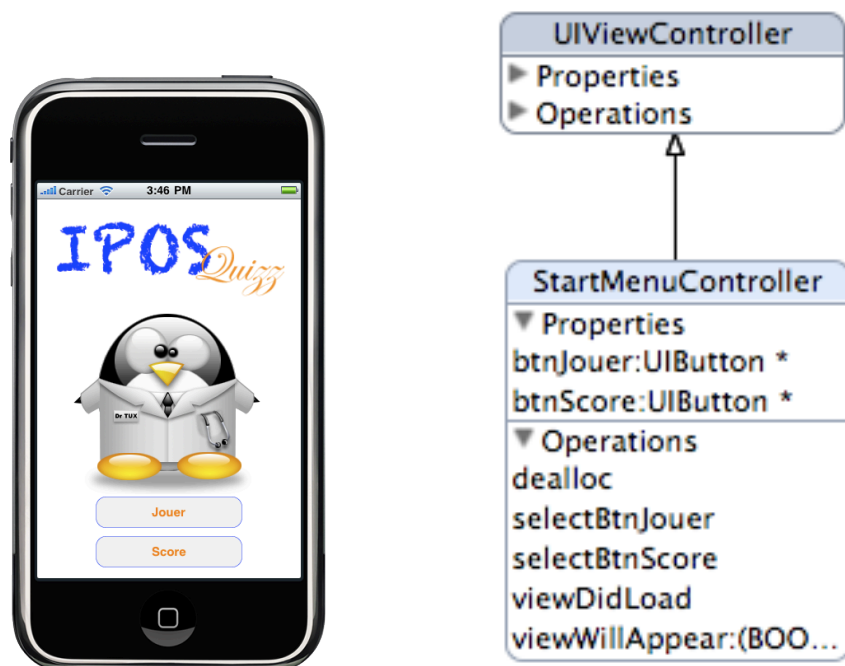 Carrier 3:46 PM
IPOS
Quizz
Dr TUX
Jouer
Score
UIViewController
Properties
Operations
StartMenuController
Properties
btnJouer:UIButton *
btnScore:UIButton *
Operations
dealloc
selectBtnJouer
selectBtnScore
viewDidLoad
viewWillAppear:(BOO...